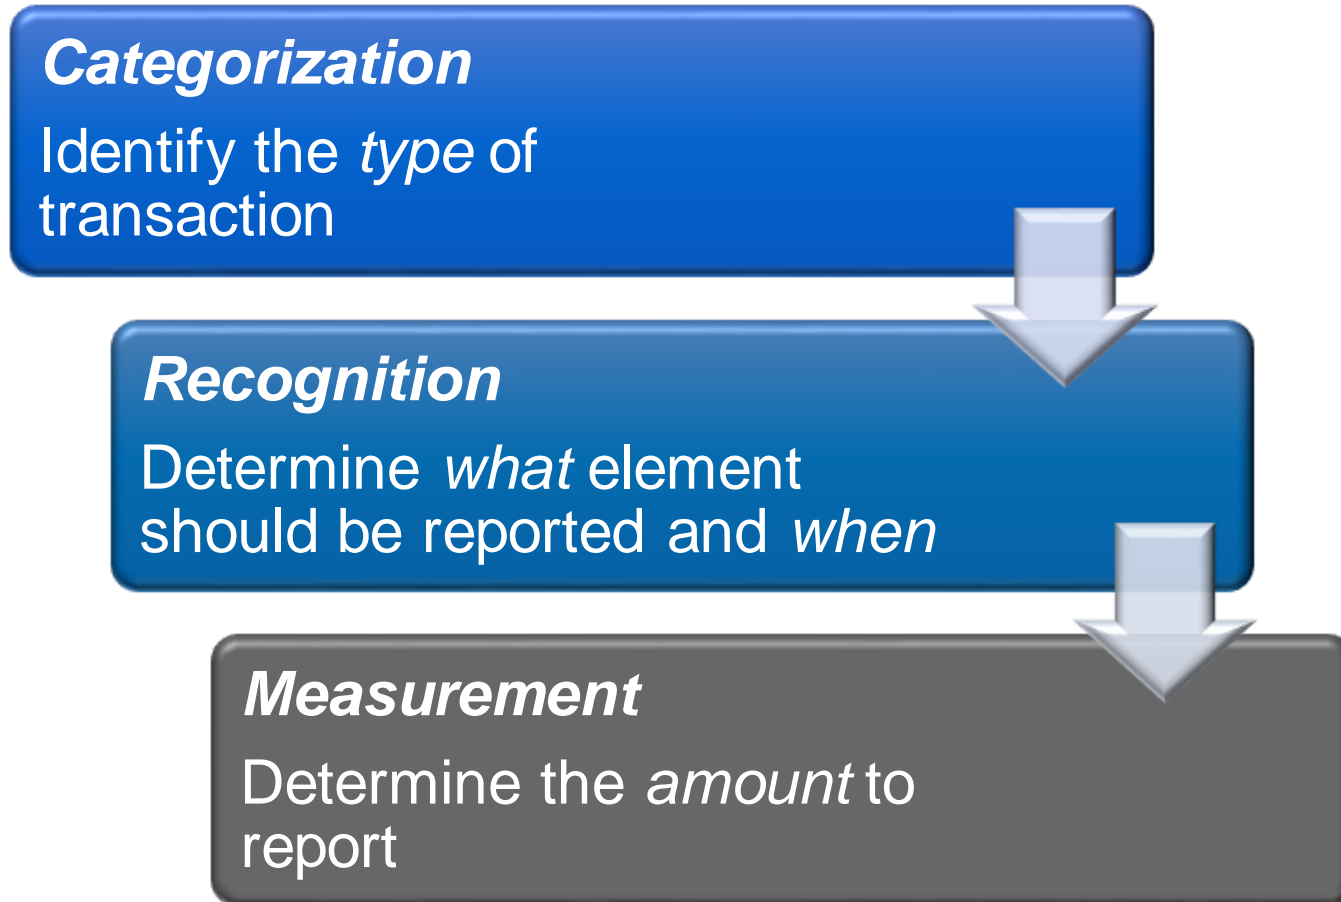 Categorization
Identify the type of
transaction
Recognition
Determine what element
should be reported and when
Measurement
Determine the amount to
report